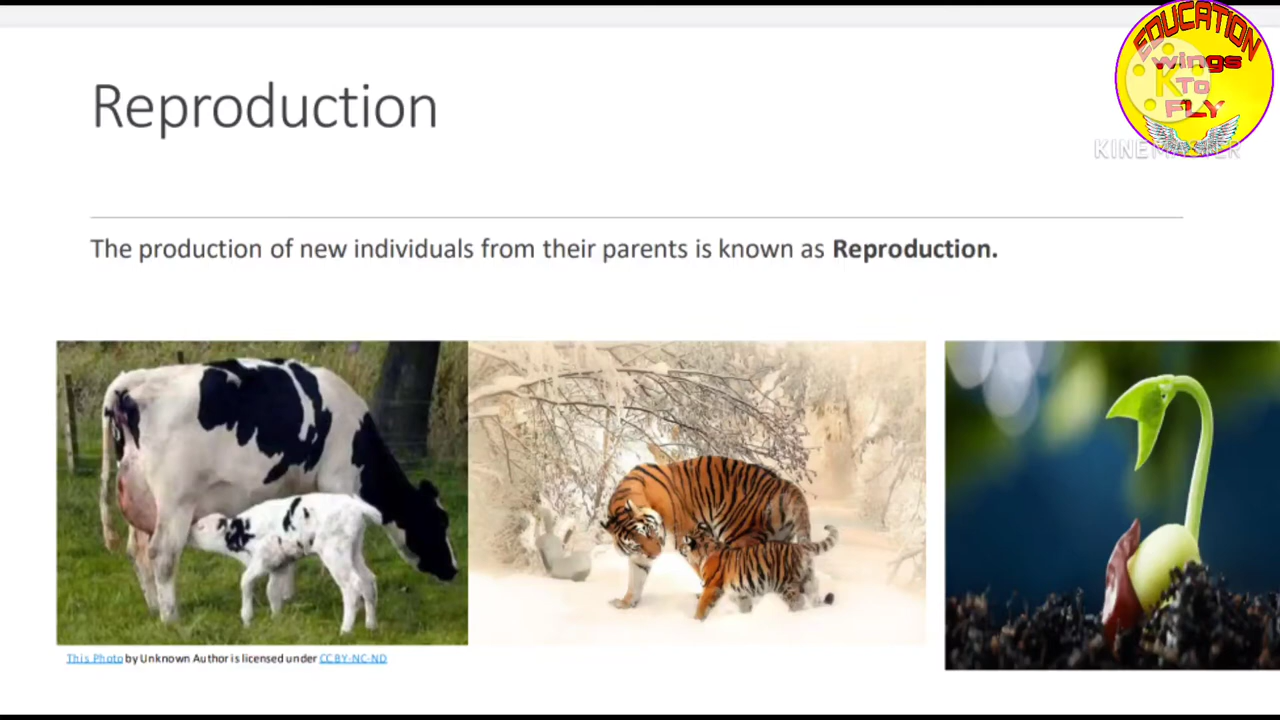 EDUCATION
wings
To
FLY
KINEMASTER
Reproduction
The production of new individuals from their parents is known as Reproduction.
This Photo by Unknown Author is licensed under CC BY-NC-ND